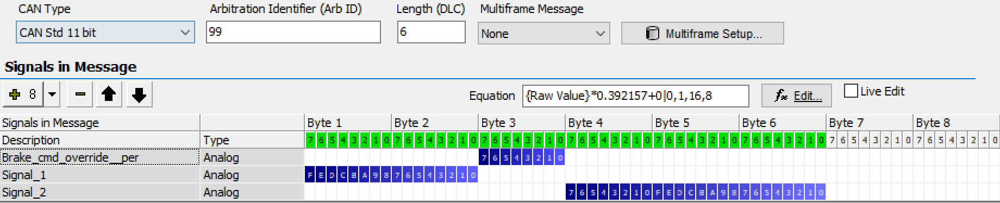 CAN Type Arbitration Identifier (Arb ID) Length (DLC) Multiframe Message
CAN Std 11 bit 99 6 None Multiframe Setup...
Signals in Message
8 Equation {Raw Value}*0.392157+0|0,1,16,8 fx Edit... Live Edit
Signals in Message Byte 1 Byte 2 Byte 3 Byte 4 Byte 5 Byte 6 Byte 7 Byte 8
Description Type 7 6 5 4 3 2 1 0 7 6 5 4 3 2 1 0 7 6 5 4 3 2 1 0 7 6 5 4 3 2 1 0 7 6 5 4 3 2 1 0 7 6 5 4 3 2 1 0 7 6 5 4 3 2 1 0 7 6 5 4 3 2 1 0
Brake_cmd_override__per Analog 7 6 5 4 3 2 1 0
Signal_1 Analog F E D C B A 9 8 7 6 5 4 3 2 1 0
Signal_2 Analog 7 6 5 4 3 2 1 0 F E D C B A 9 8 7 6 5 4 3 2 1 0